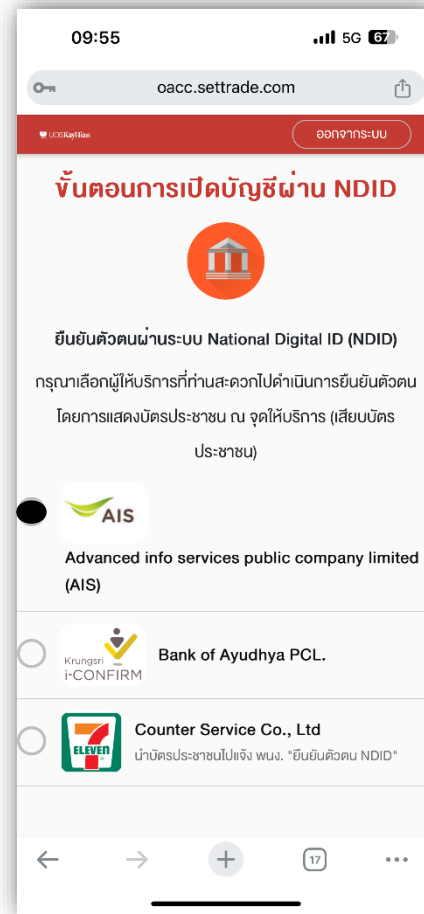 09:55
5G 67
oacc.settrade.com
UOBKayHian
ออกจากระบบ
ขั้นตอนการเปิดบัญชีผ่าน NDID
ยืนยันตัวตนผ่านระบบ National Digital ID (NDID)
กรุณาเลือกผู้ให้บริการที่ท่านสะดวกไปดำเนินการยืนยันตัวตน
โดยการแสดงบัตรประชาชน ณ จุดให้บริการ (เสียบบัตร
ประชาชน)
AIS
Advanced info services public company limited
(AIS)
Krungsri
i-CONFIRM
Bank of Ayudhya PCL.
7
ELEVEN
Counter Service Co., Ltd
นำบัตรประชาชนไปแจ้ง พนง. "ยืนยันตัวตน NDID"
17